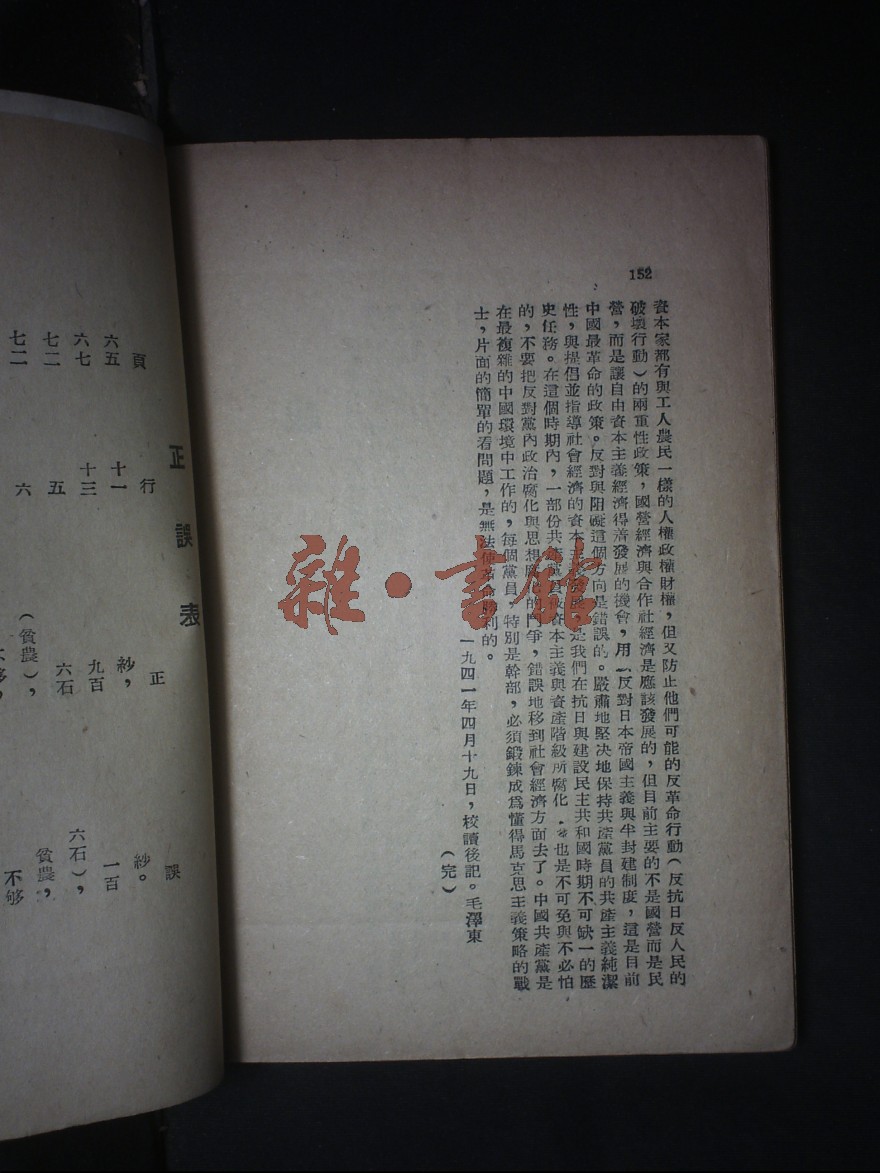 152
資本家都有與工人農民一樣的人權政權財權,但又防止他們可能的反革命行動(反抗日反人民的
破壞行動)的兩重性政策,國營經濟與合作社經濟是應該發展的,但目前主要的不是國營而是民
營,而是讓自由資本主義經濟得着發展的機會,用以反對日本帝國主義與半封建制度,這是目前
中國最革命的政策。反對與阻礙這個方向是錯誤的。嚴肅地堅决地保持共產黨員的共產主義純潔
性,與提倡並指導社會經濟的資本主義發展,是我們在抗日與建設民主共和國時期不可缺一的歷
史任務。在這個時期內,一部份共產黨員被資本主義與資產階級所腐化,也是不可免與不必怕
的,不要把反對黨內政治腐化與思想腐化的鬥爭,錯誤地移到社會經濟方面去了。中國共產黨是
在最複雜的中國環境中工作的,每個黨員,特別是幹部,必須鍛鍊成爲懂得馬克思主義策略的戰
士,片面的簡單的看問題,是無法使革命勝利的。
一九四一年四月十九日,校讀後記。毛澤東
(完)
雜·書館
正誤表
頁 行 正 誤
六五 十一 紗, 紗。
六七 十三 九百 一百
七二 五 六石 六石),
七二 六 (貧農), 貧農,
不够